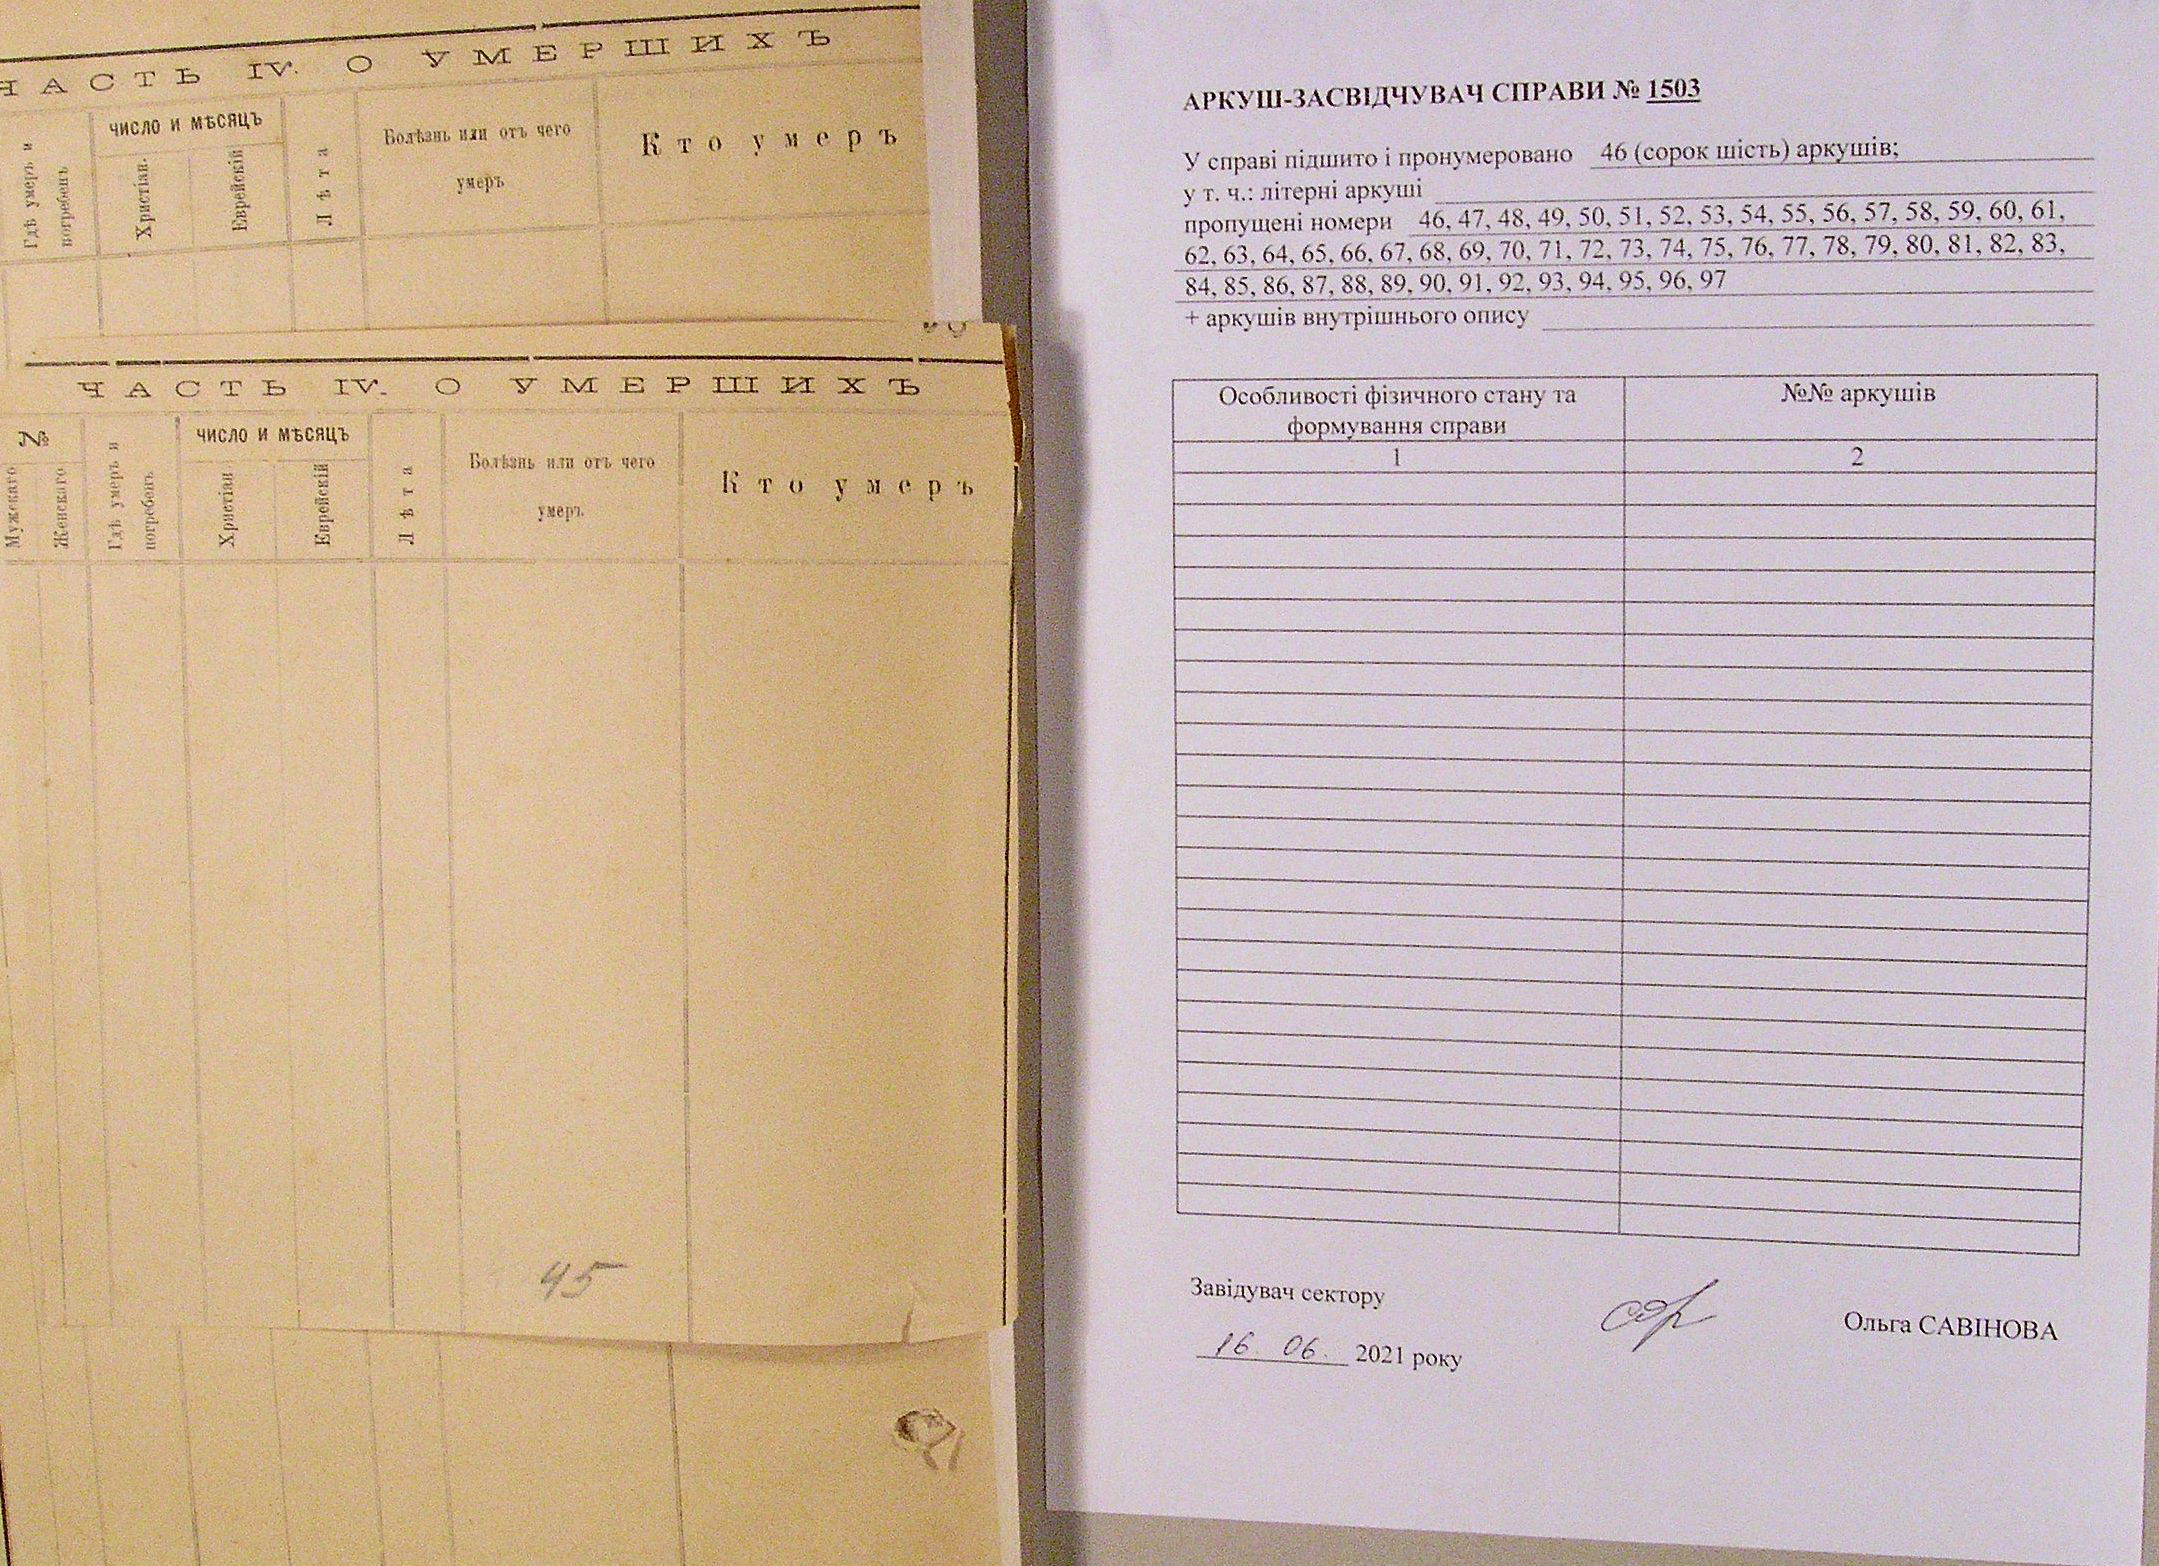 ЧАСТЬ IV. О УМЕРШИХЪ
Гдѣ умеръ и погребенъ
ЧИСЛО И МѢСЯЦЪ
Христіан.
Еврейскій
Лѣта
Болѣзнь или отъ чего
умеръ
Кто умеръ
ЧАСТЬ IV. О УМЕРШИХЪ
№
Мужескаго
Женскаго
Гдѣ умеръ и
погребенъ
ЧИСЛО И МѢСЯЦЪ
Христіан
Еврейскій
Лѣта
Болѣзнь или отъ чего
умеръ
Кто умеръ
45
АРКУШ-ЗАСВІДЧУВАЧ СПРАВИ № 1503
У справі підшито і пронумеровано 46 (сорок шість) аркушів;
у т. ч.: літерні аркуші
пропущені номери 46, 47, 48, 49, 50, 51, 52, 53, 54, 55, 56, 57, 58, 59, 60, 61,
62, 63, 64, 65, 66, 67, 68, 69, 70, 71, 72, 73, 74, 75, 76, 77, 78, 79, 80, 81, 82, 83,
84, 85, 86, 87, 88, 89, 90, 91, 92, 93, 94, 95, 96, 97
+ аркушів внутрішнього опису
Особливості фізичного стану та
формування справи
№№ аркушів
1
2
Завідувач сектору
Ольга САВІНОВА
16. 06. 2021 року